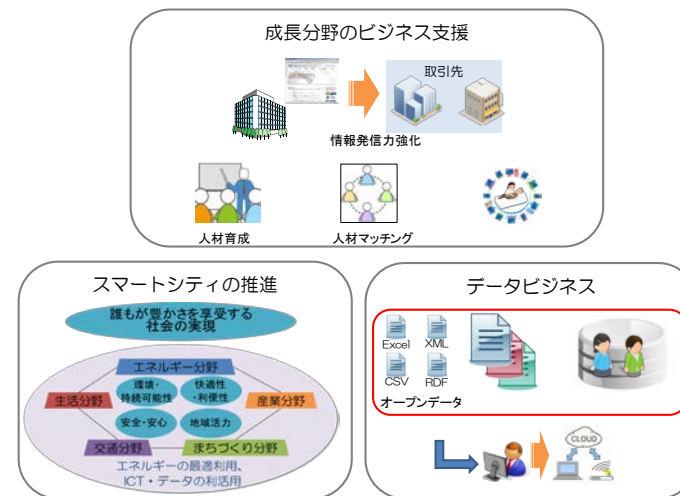 成長分野のビジネス支援
取引先
情報発信力強化
人材育成
人材マッチング
スマートシティの推進
誰もが豊かさを享受する
社会の実現
エネルギー分野
環境・
持続可能性
快適性
・利便性
生活分野
産業分野
安全・安心
地域活力
交通分野
まちづくり分野
エネルギーの最適利用、
ICT・データの利活用
データビジネス
Excel
XML
CSV
RDF
オープンデータ
CLOUD